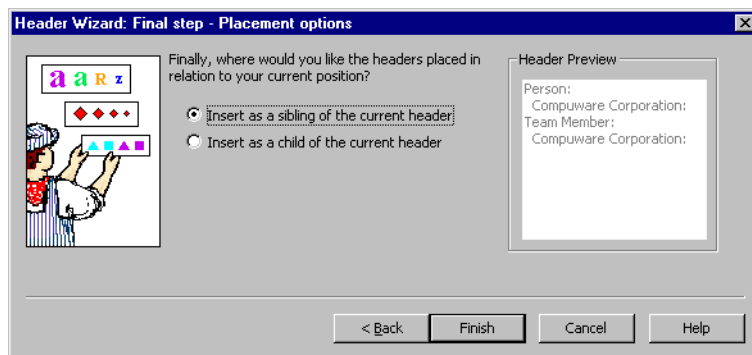 Header Wizard: Final step - Placement options
a a R z
Finally, where would you like the headers placed in
relation to your current position?
Insert as a sibling of the current header
Insert as a child of the current header
Header Preview
Person:
Compuware Corporation:
Team Member:
Compuware Corporation:
< Back
Finish
Cancel
Help